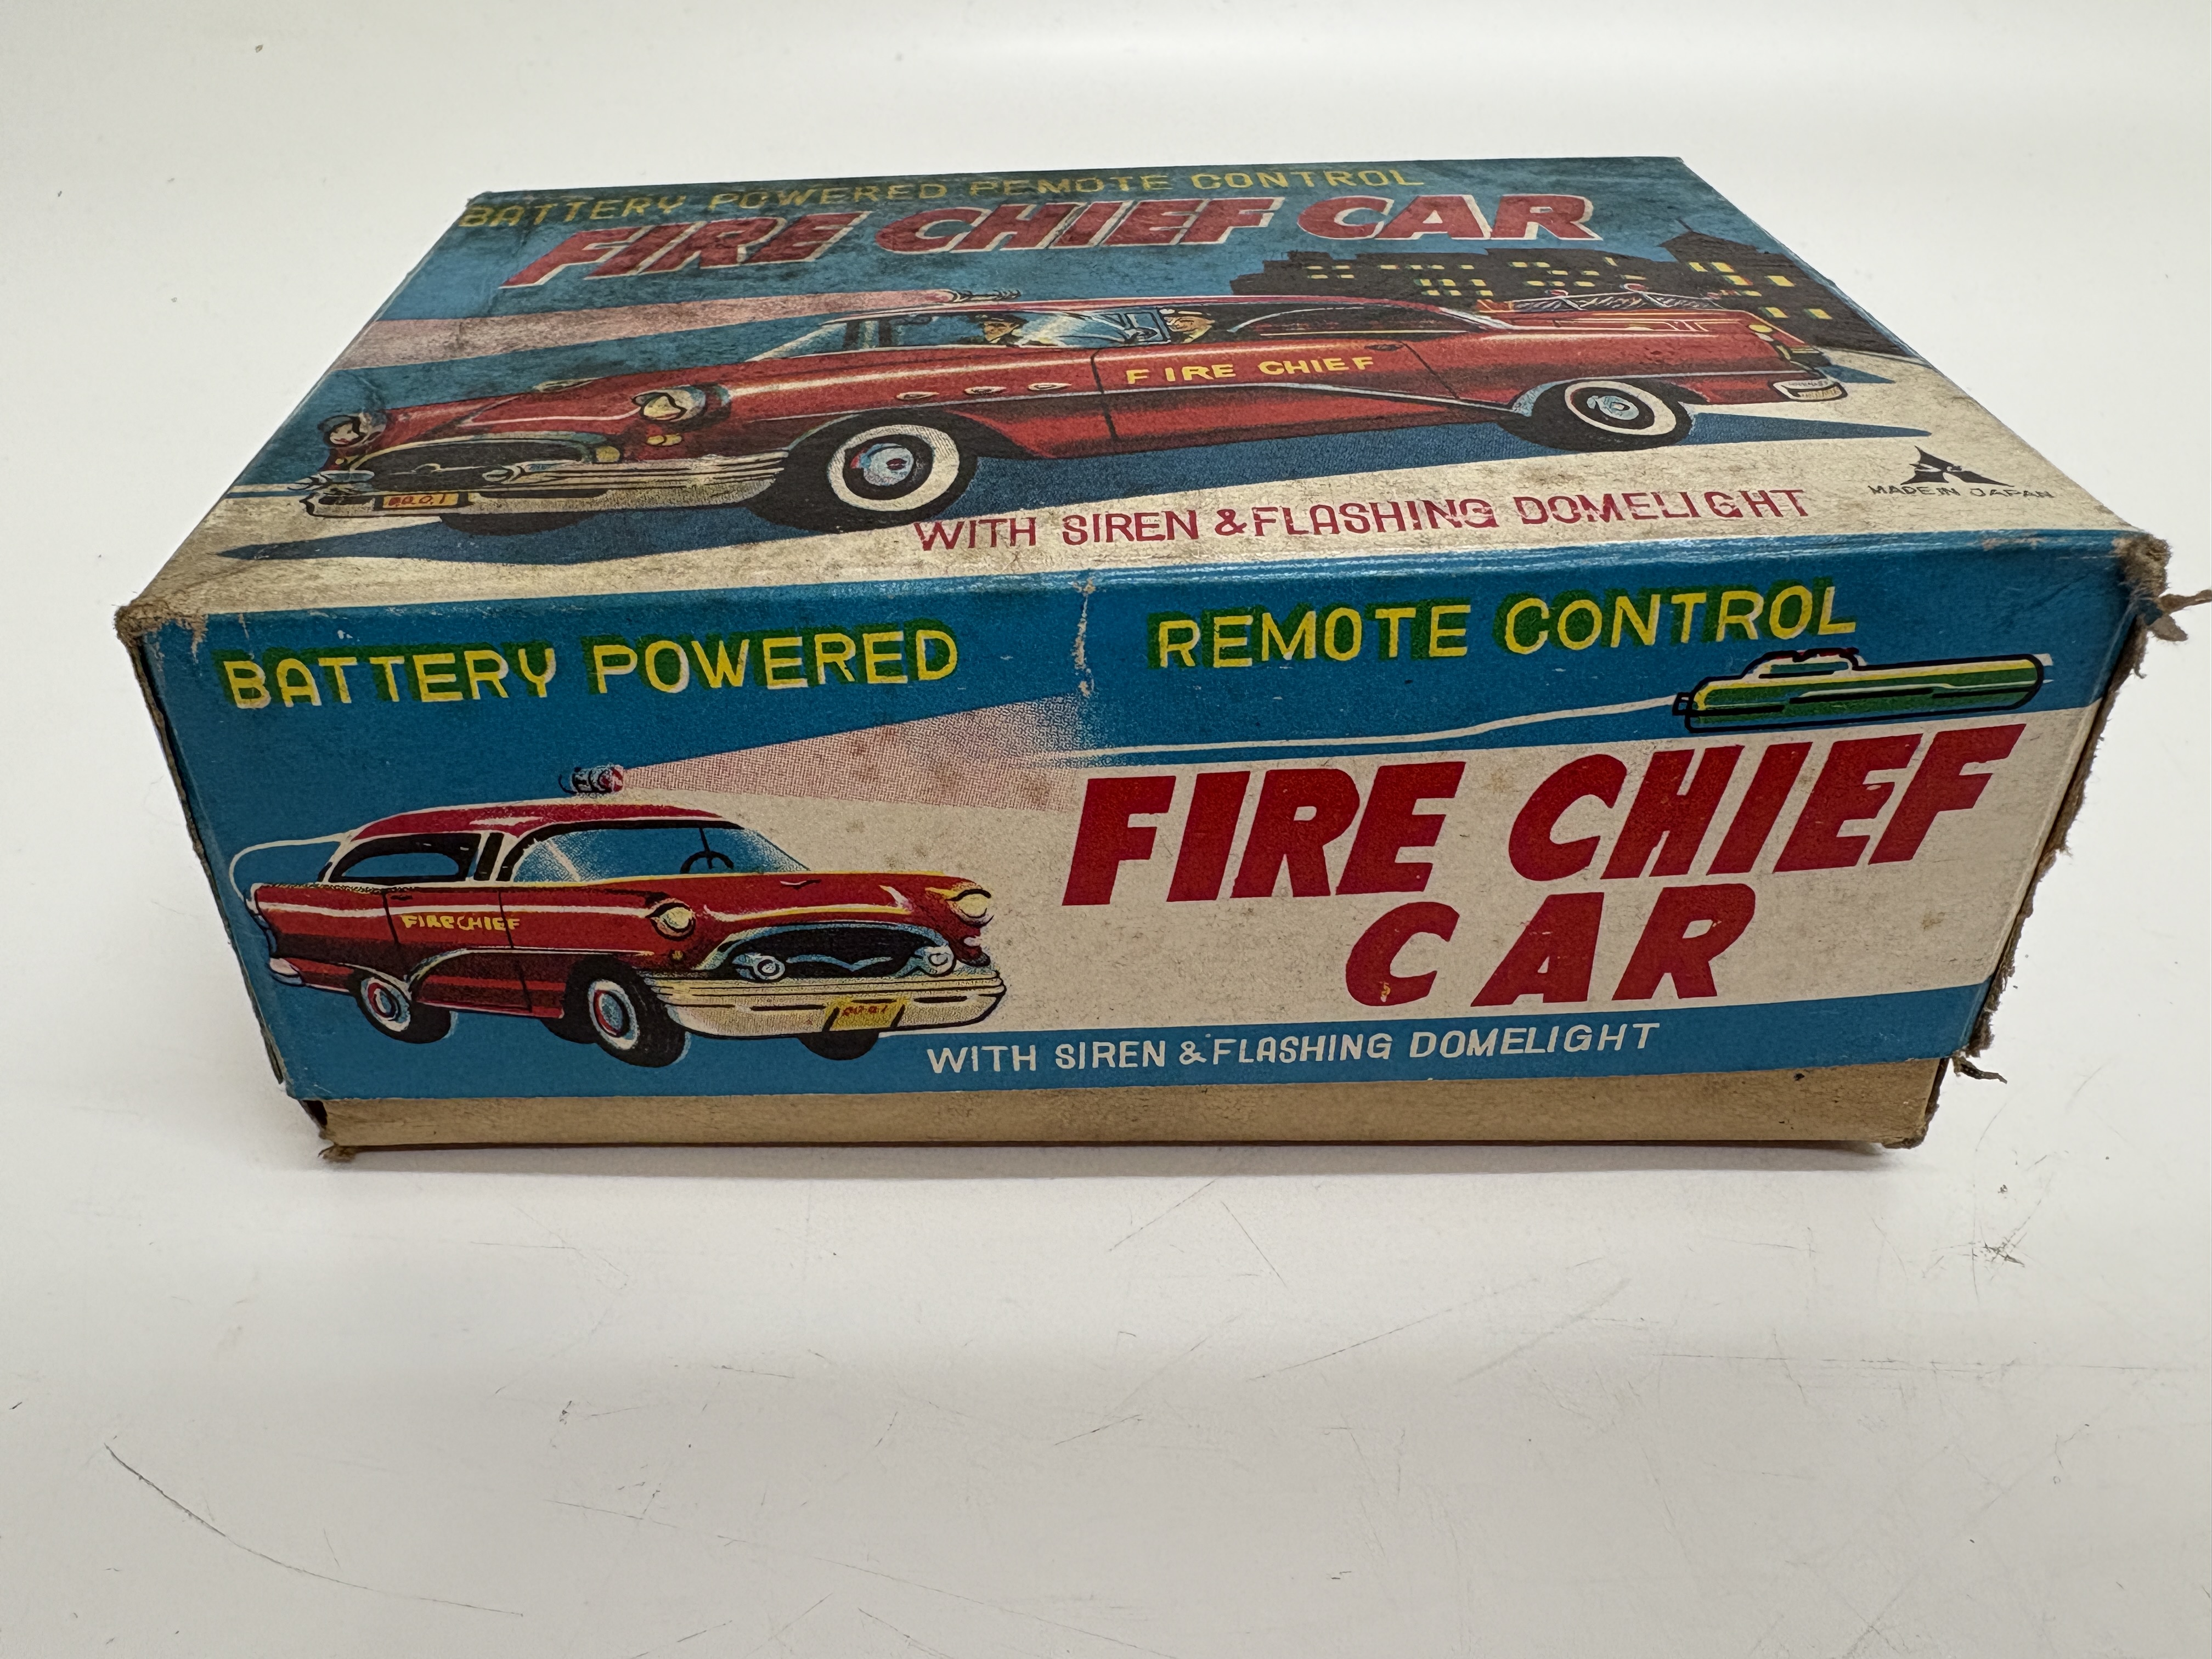 BATTERY POWERED REMOTE CONTROL
FIRE CHIEF CAR
FIRE CHIEF
WITH SIREN & FLASHING DOMELIGHT
MADE IN JAPAN
BATTERY POWERED REMOTE CONTROL
FIRE CHIEF
CAR
FIRE CHIEF
WITH SIREN & FLASHING DOMELIGHT